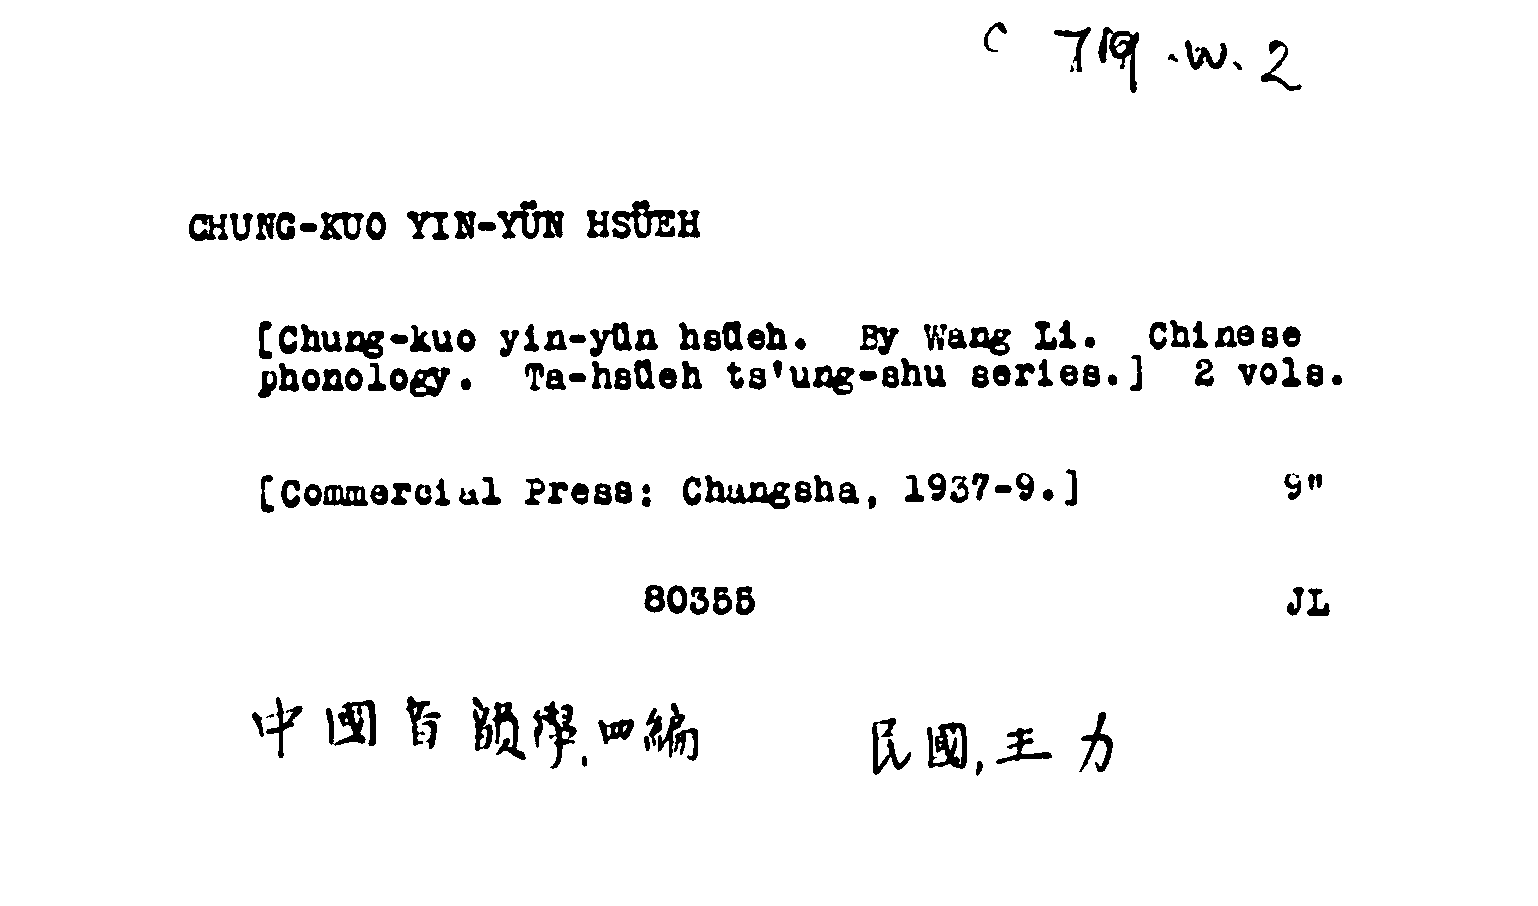 C 719.W.2
CHUNG-KUO YIN-YÜN HSÜEH
[Chung-kuo yin-yün hsüeh. By Wang Li. Chinese
phonology. Ta-hsüeh ts'ung-shu series.] 2 vols.
[Commercial Press: Changsha, 1937-9.] 9"
80355 JL
中國音韻學.四編 民國,王力